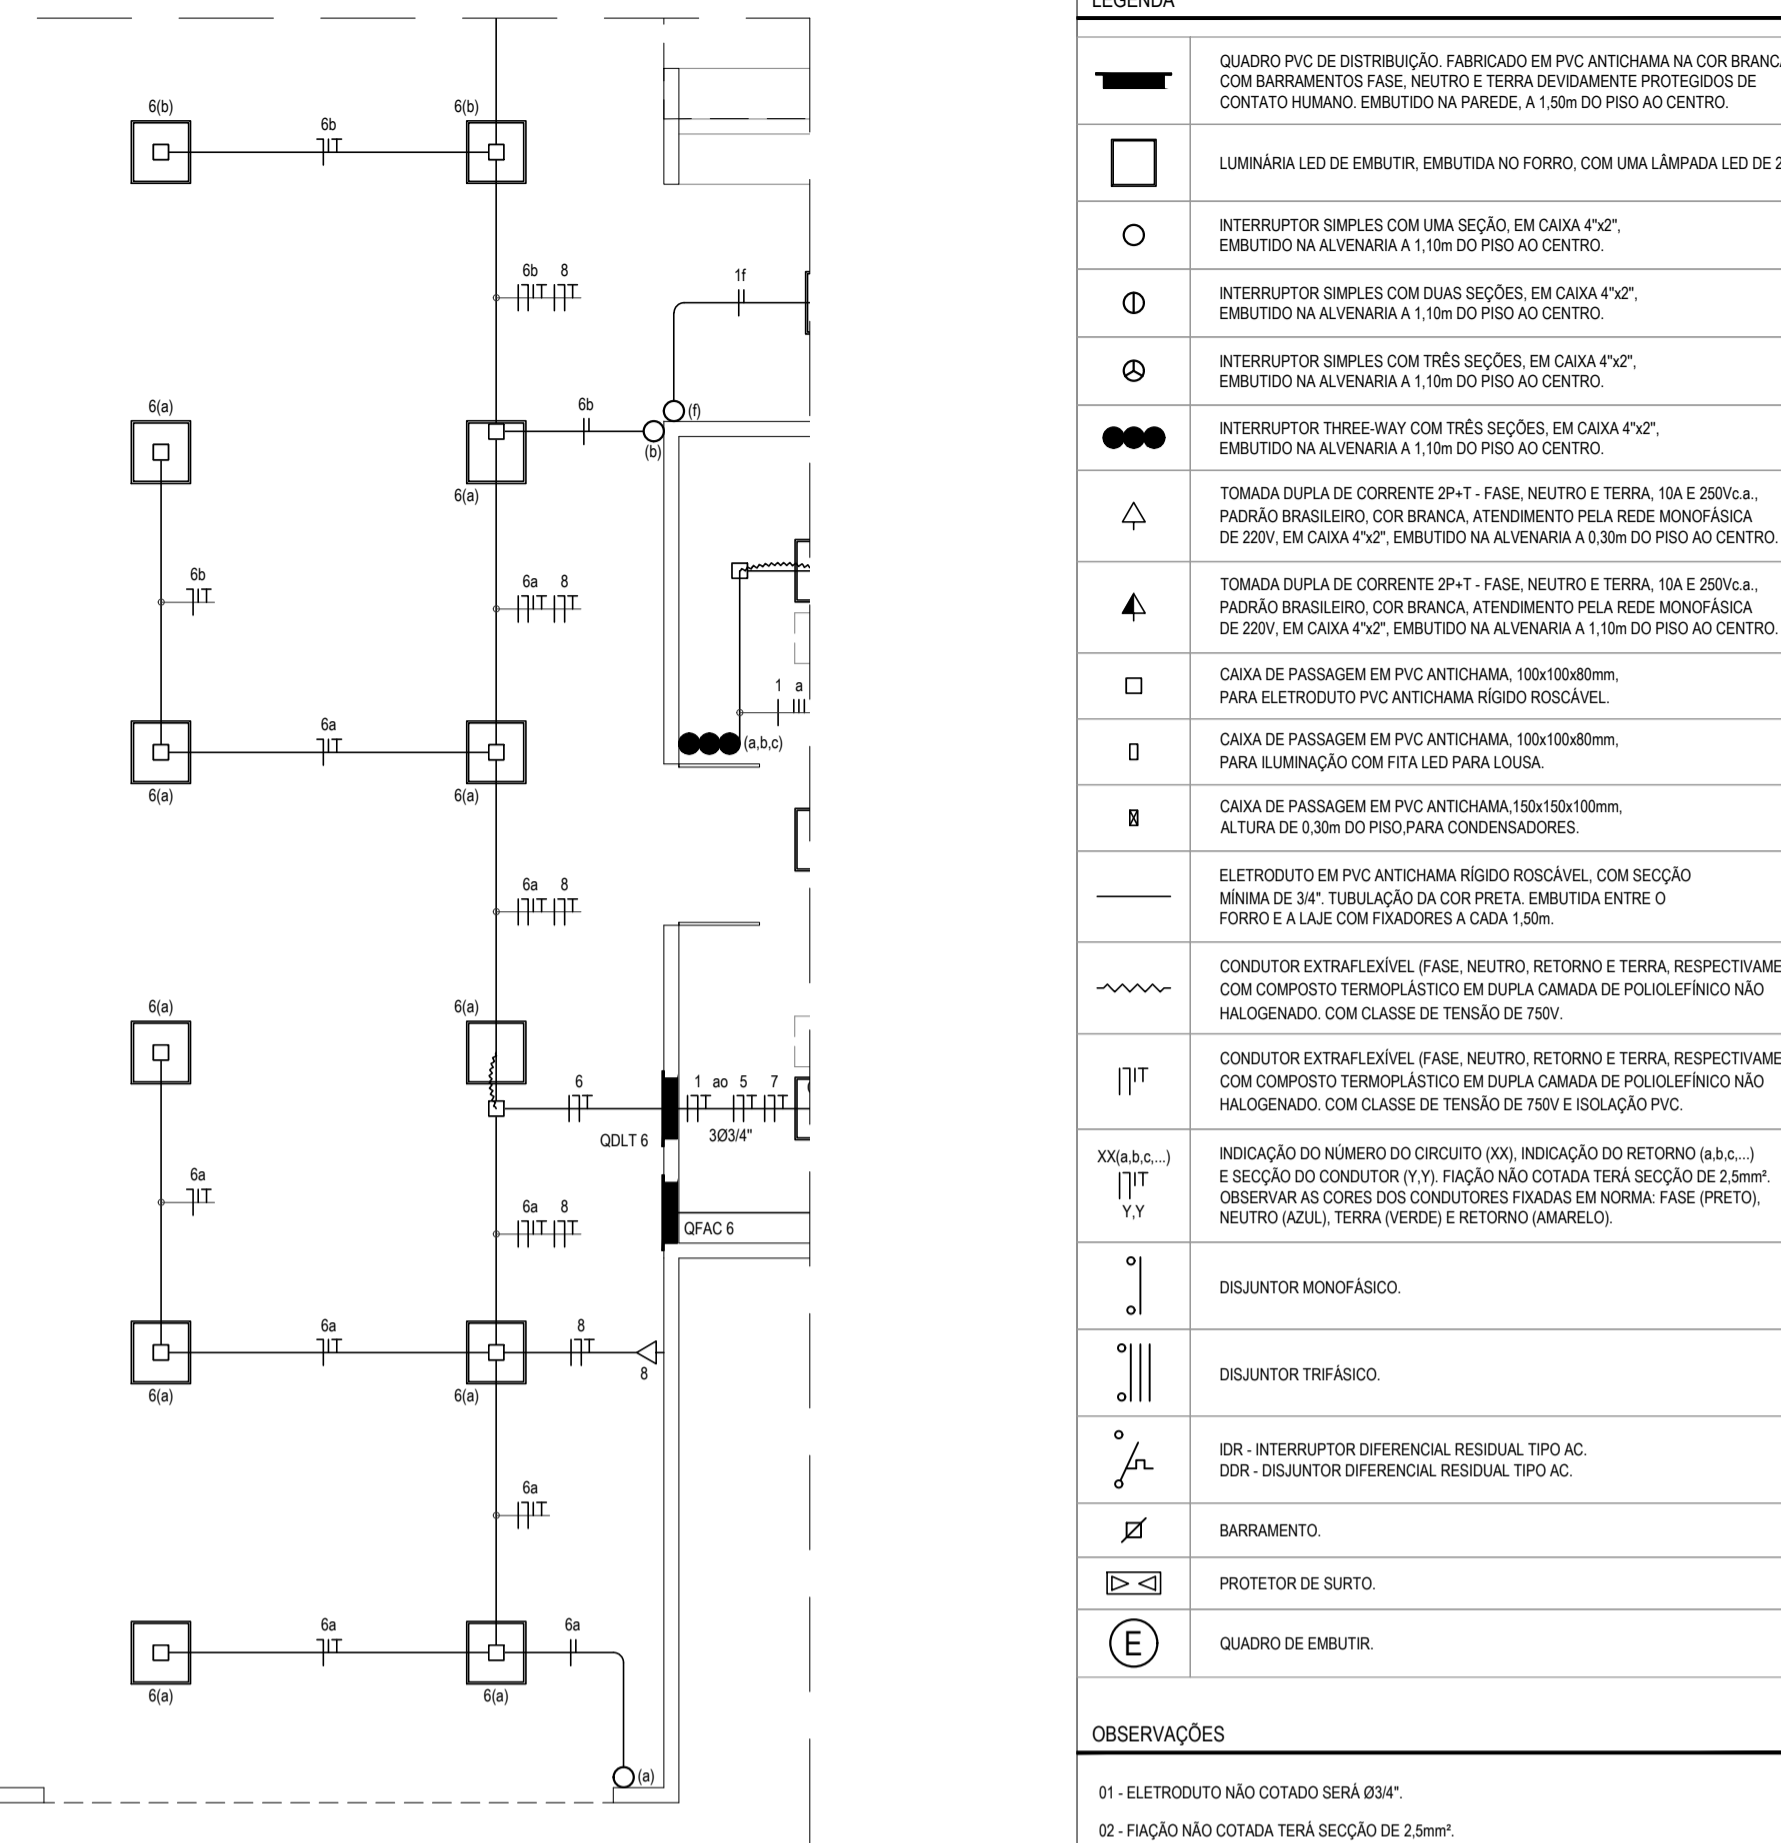 6(b)
6(b)
6b
6b 8
1f
6(a)
6b
(f)
(b)
6(a)
6b
6a 8
1 a
(a,b,c)
6a
6(a)
6(a)
6a 8
6(a)
6(a)
6
1 ao 5 7
QDLT 6
3Ø3/4"
6a
6a 8
QFAC 6
6a
8
8
6(a)
6(a)
6a
6a
6a
6(a)
6(a)
(a)
LEGENDA
QUADRO PVC DE DISTRIBUIÇÃO. FABRICADO EM PVC ANTICHAMA NA COR BRANCA
COM BARRAMENTOS FASE, NEUTRO E TERRA DEVIDAMENTE PROTEGIDOS DE
CONTATO HUMANO. EMBUTIDO NA PAREDE, A 1,50m DO PISO AO CENTRO.
LUMINÁRIA LED DE EMBUTIR, EMBUTIDA NO FORRO, COM UMA LÂMPADA LED DE 2
INTERRUPTOR SIMPLES COM UMA SEÇÃO, EM CAIXA 4"x2",
EMBUTIDO NA ALVENARIA A 1,10m DO PISO AO CENTRO.
INTERRUPTOR SIMPLES COM DUAS SEÇÕES, EM CAIXA 4"x2",
EMBUTIDO NA ALVENARIA A 1,10m DO PISO AO CENTRO.
INTERRUPTOR SIMPLES COM TRÊS SEÇÕES, EM CAIXA 4"x2",
EMBUTIDO NA ALVENARIA A 1,10m DO PISO AO CENTRO.
INTERRUPTOR THREE-WAY COM TRÊS SEÇÕES, EM CAIXA 4"x2",
EMBUTIDO NA ALVENARIA A 1,10m DO PISO AO CENTRO.
TOMADA DUPLA DE CORRENTE 2P+T - FASE, NEUTRO E TERRA, 10A E 250Vc.a.,
PADRÃO BRASILEIRO, COR BRANCA, ATENDIMENTO PELA REDE MONOFÁSICA
DE 220V, EM CAIXA 4"x2", EMBUTIDO NA ALVENARIA A 0,30m DO PISO AO CENTRO.
TOMADA DUPLA DE CORRENTE 2P+T - FASE, NEUTRO E TERRA, 10A E 250Vc.a.,
PADRÃO BRASILEIRO, COR BRANCA, ATENDIMENTO PELA REDE MONOFÁSICA
DE 220V, EM CAIXA 4"x2", EMBUTIDO NA ALVENARIA A 1,10m DO PISO AO CENTRO.
CAIXA DE PASSAGEM EM PVC ANTICHAMA, 100x100x80mm,
PARA ELETRODUTO PVC ANTICHAMA RÍGIDO ROSCÁVEL.
CAIXA DE PASSAGEM EM PVC ANTICHAMA, 100x100x80mm,
PARA ILUMINAÇÃO COM FITA LED PARA LOUSA.
CAIXA DE PASSAGEM EM PVC ANTICHAMA,150x150x100mm,
ALTURA DE 0,30m DO PISO,PARA CONDENSADORES.
ELETRODUTO EM PVC ANTICHAMA RÍGIDO ROSCÁVEL, COM SECÇÃO
MÍNIMA DE 3/4". TUBULAÇÃO DA COR PRETA. EMBUTIDA ENTRE O
FORRO E A LAJE COM FIXADORES A CADA 1,50m.
CONDUTOR EXTRAFLEXÍVEL (FASE, NEUTRO, RETORNO E TERRA, RESPECTIVAME
COM COMPOSTO TERMOPLÁSTICO EM DUPLA CAMADA DE POLIOLEFÍNICO NÃO
HALOGENADO. COM CLASSE DE TENSÃO DE 750V.
CONDUTOR EXTRAFLEXÍVEL (FASE, NEUTRO, RETORNO E TERRA, RESPECTIVAME
COM COMPOSTO TERMOPLÁSTICO EM DUPLA CAMADA DE POLIOLEFÍNICO NÃO
HALOGENADO. COM CLASSE DE TENSÃO DE 750V E ISOLAÇÃO PVC.
XX(a,b,c,...)
Y,Y
INDICAÇÃO DO NÚMERO DO CIRCUITO (XX), INDICAÇÃO DO RETORNO (a,b,c,...)
E SECÇÃO DO CONDUTOR (Y,Y). FIAÇÃO NÃO COTADA TERÁ SECÇÃO DE 2,5mm².
OBSERVAR AS CORES DOS CONDUTORES FIXADAS EM NORMA: FASE (PRETO),
NEUTRO (AZUL), TERRA (VERDE) E RETORNO (AMARELO).
DISJUNTOR MONOFÁSICO.
DISJUNTOR TRIFÁSICO.
IDR - INTERRUPTOR DIFERENCIAL RESIDUAL TIPO AC.
DDR - DISJUNTOR DIFERENCIAL RESIDUAL TIPO AC.
BARRAMENTO.
PROTETOR DE SURTO.
E
QUADRO DE EMBUTIR.
OBSERVAÇÕES
01 - ELETRODUTO NÃO COTADO SERÁ Ø3/4".
02 - FIAÇÃO NÃO COTADA TERÁ SECÇÃO DE 2,5mm².